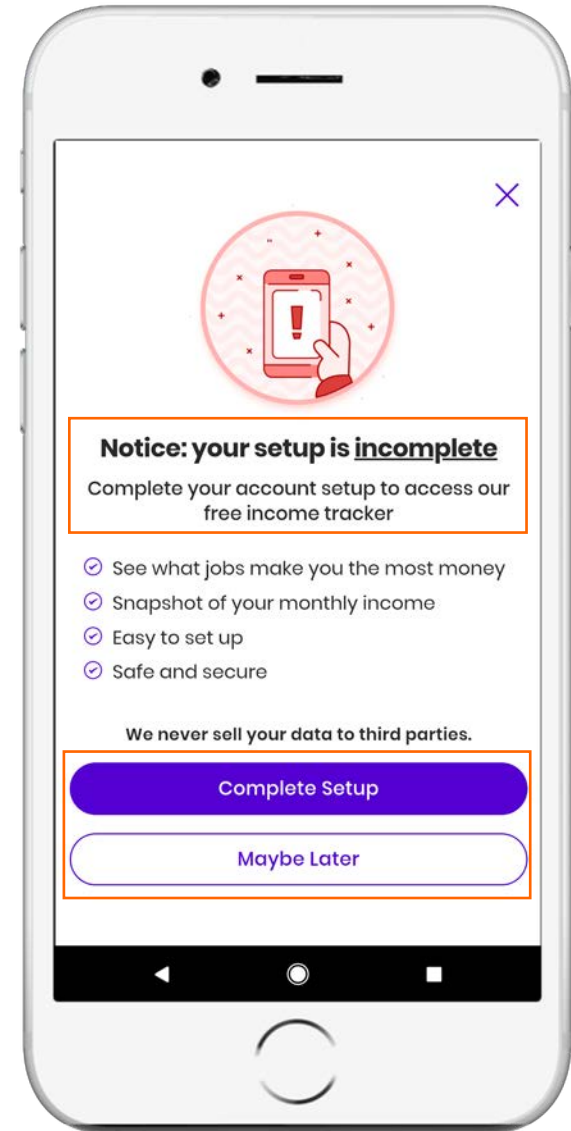 Notice: your setup is incomplete
Complete your account setup to access our
free income tracker
See what jobs make you the most money
Snapshot of your monthly income
Easy to set up
Safe and secure
We never sell your data to third parties.
Complete Setup
Maybe Later